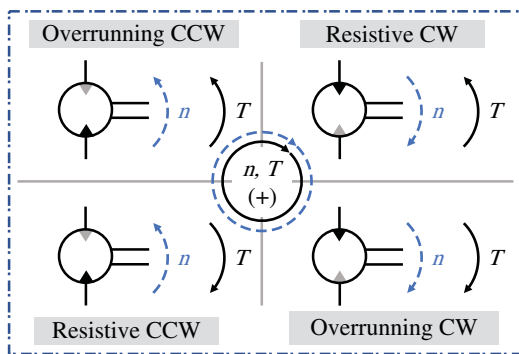 Overrunning CCW
Resistive CW
n
T
n
T
n, T
(+)
n
T
n
T
Resistive CCW
Overrunning CW